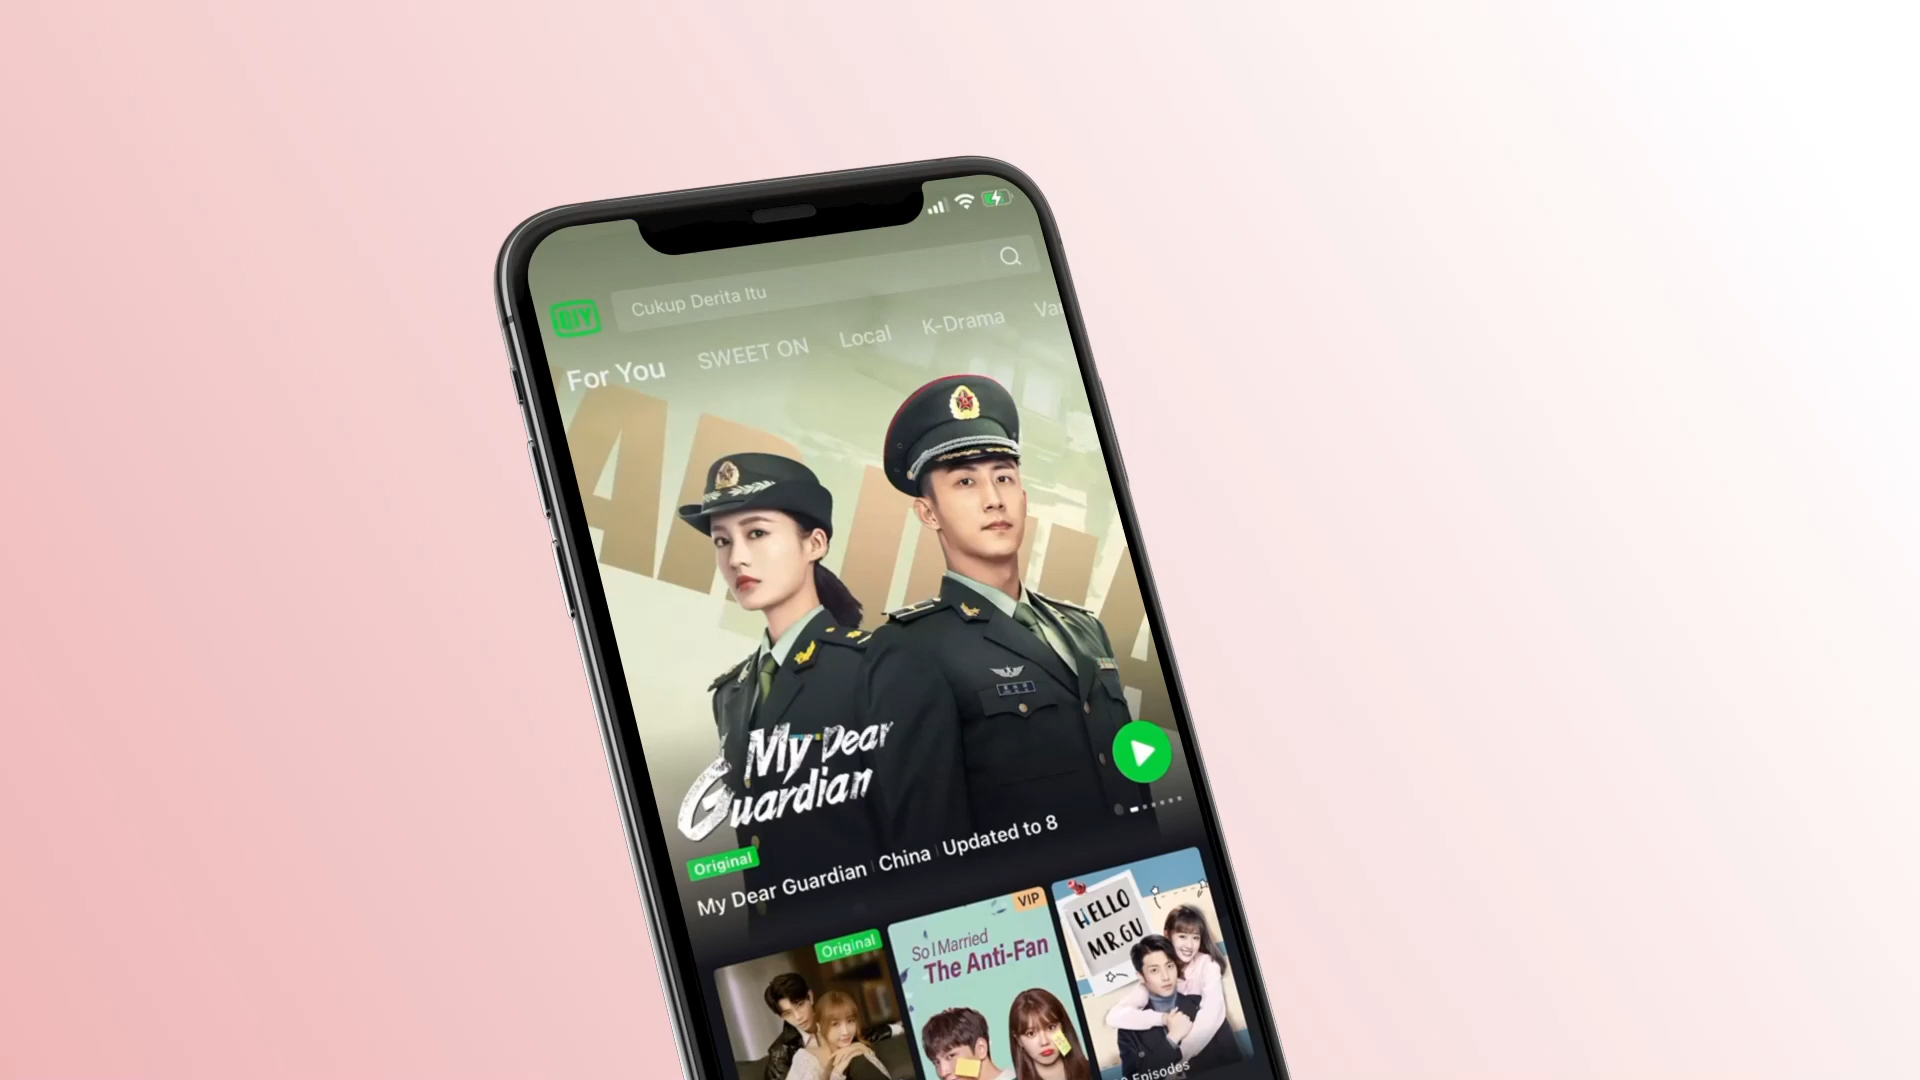 QIY
Cukup Derita Itu
For You
SWEET ON
Local
K-Drama
My Dear
Guardian
Original
My Dear Guardian
China
Updated to 8
Original
VIP
So I Married
The Anti-Fan
HELLO
MR.GU
Episodes